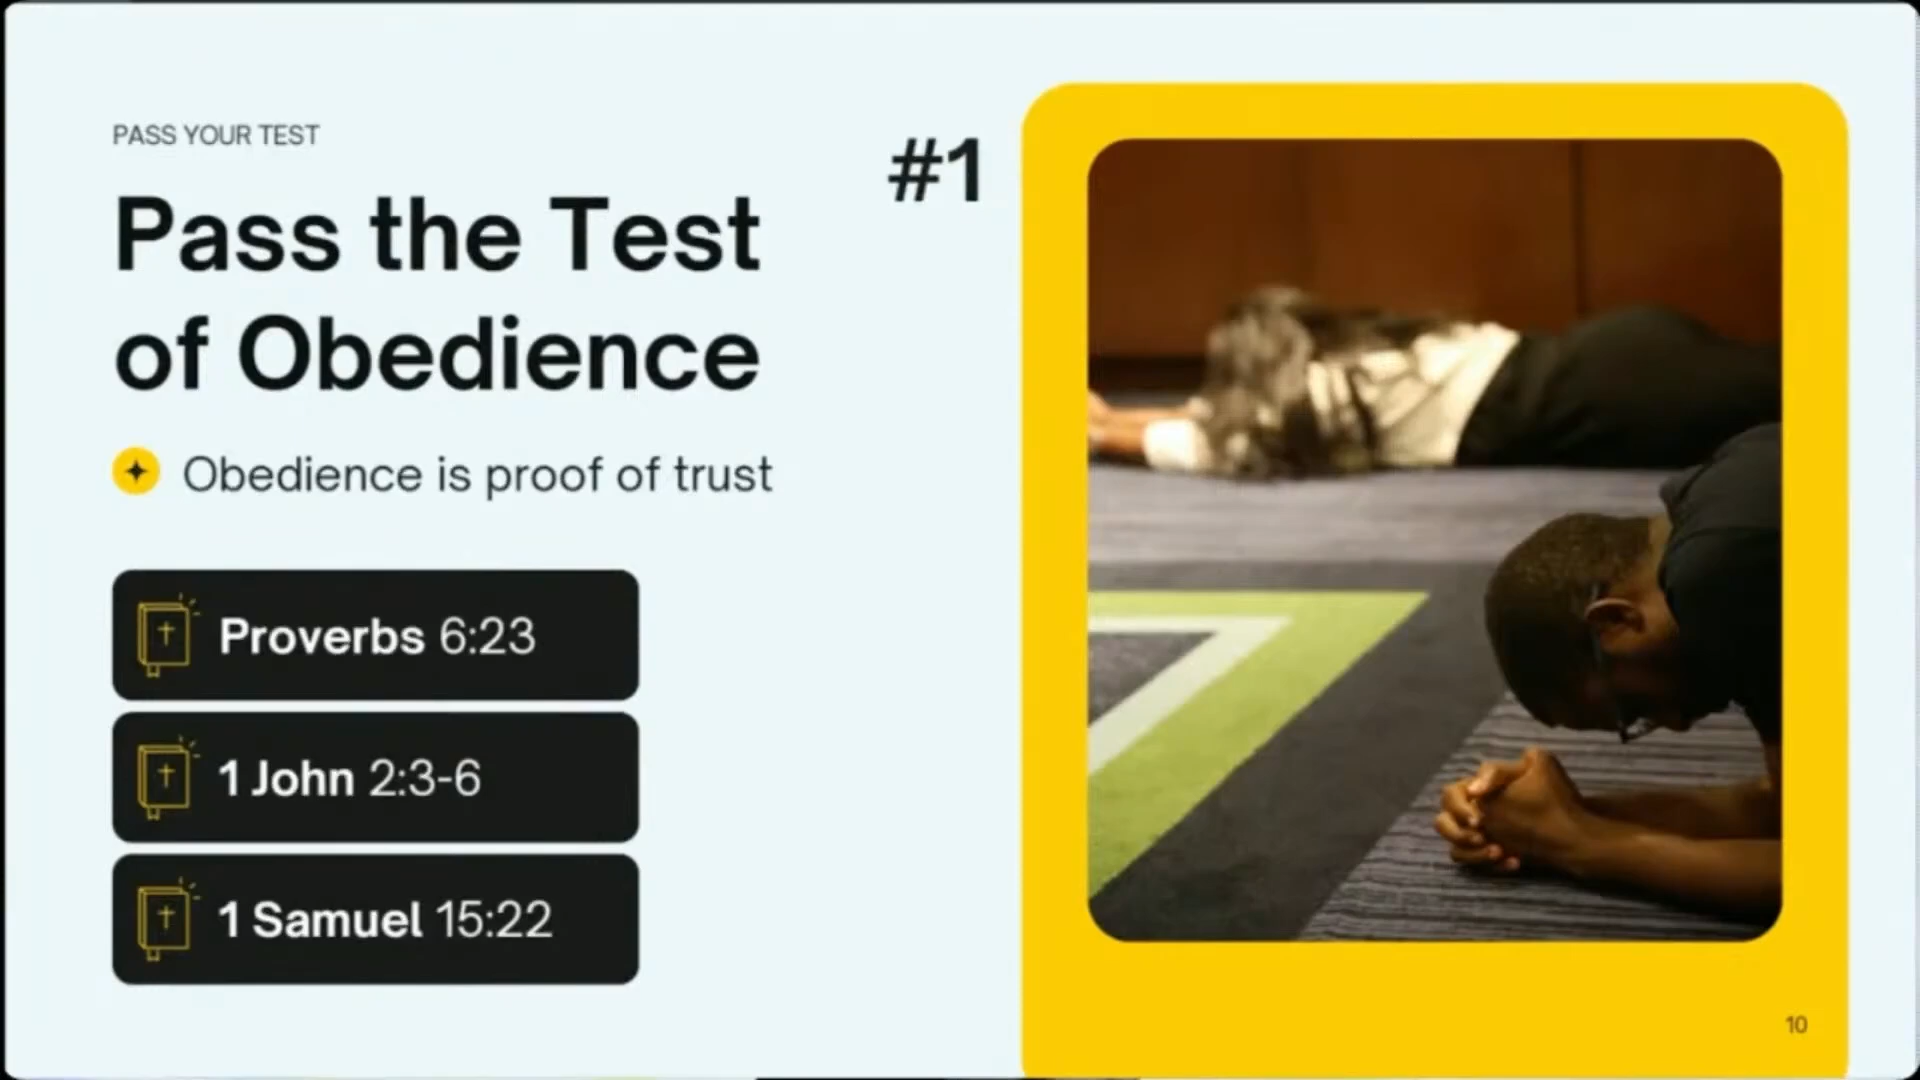 PASS YOUR TEST
#1
Pass the Test
of Obedience
Obedience is proof of trust
Proverbs 6:23
1 John 2:3-6
1 Samuel 15:22
10